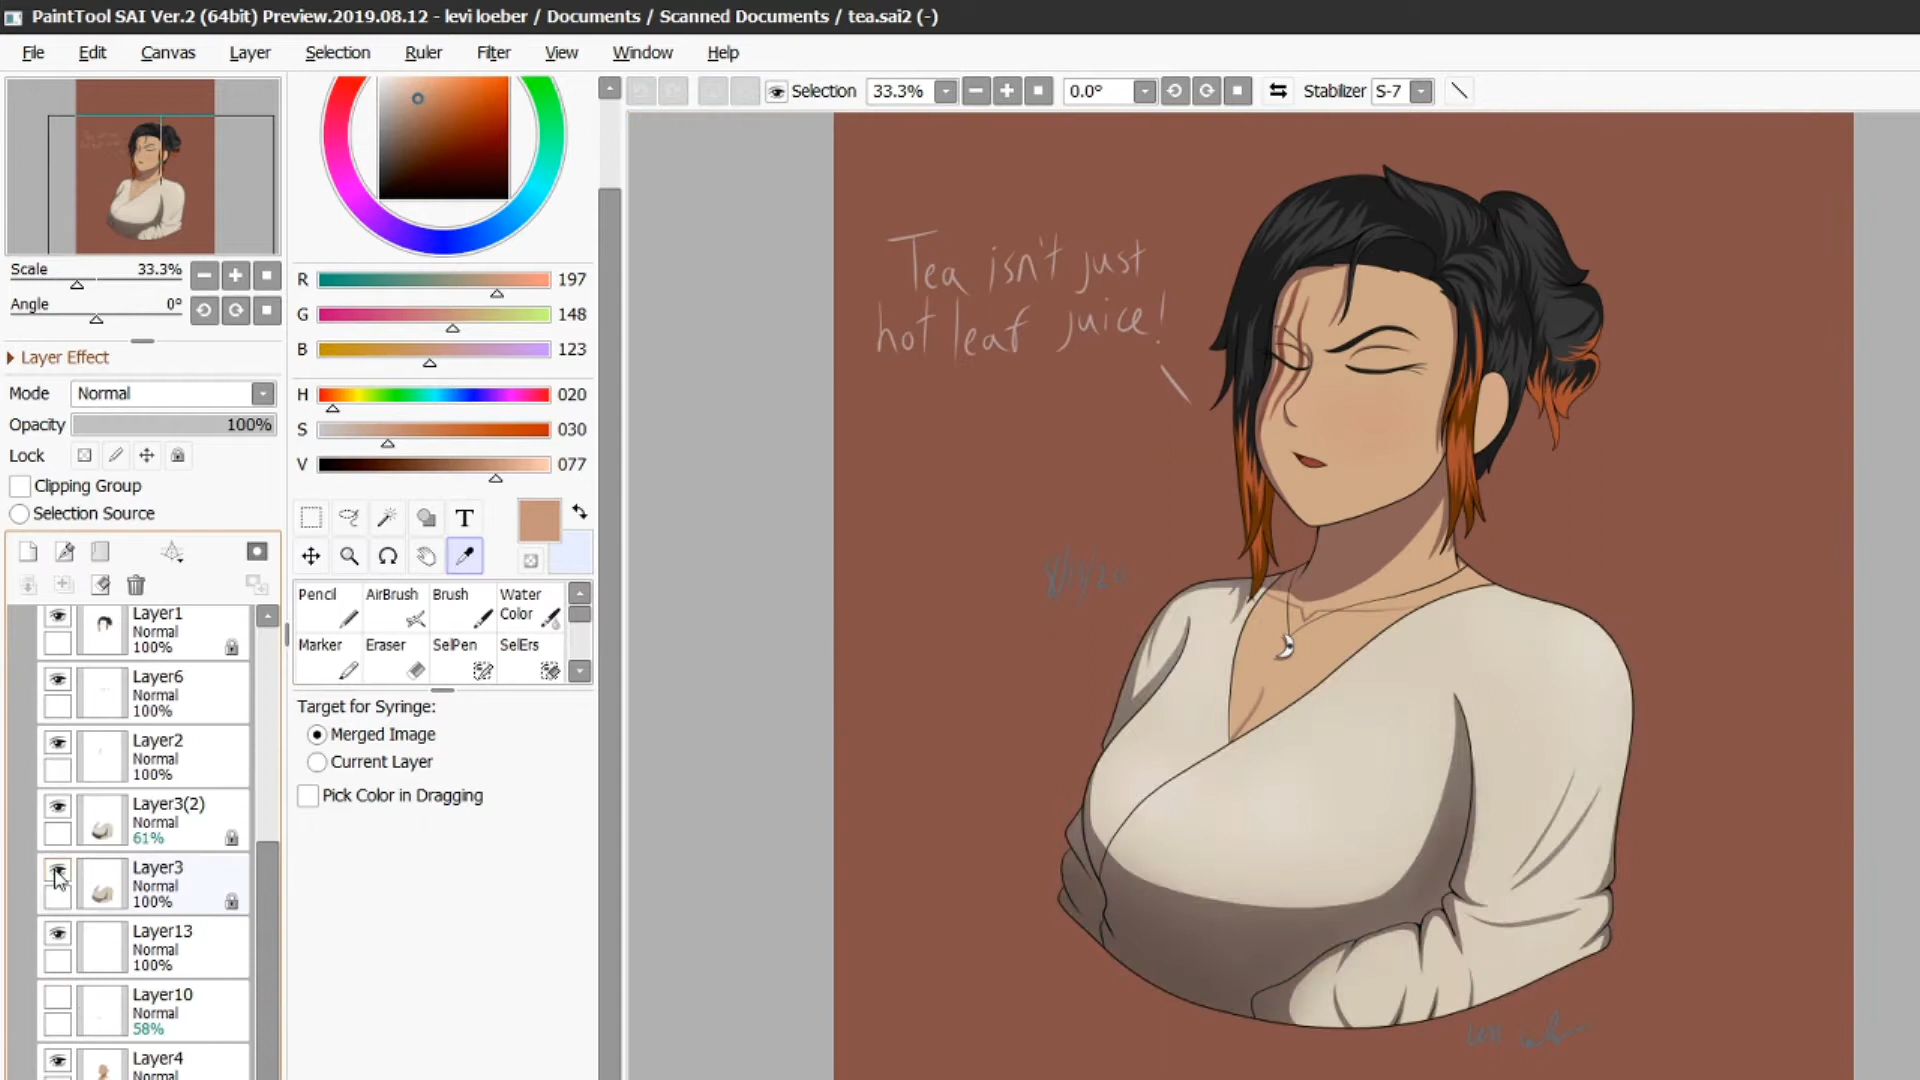 PaintTool SAI Ver.2 (64bit) Preview.2019.08.12 - levi loeber / Documents / Scanned Documents / tea.sai2 (-)
File Edit Canvas Layer Selection Ruler Filter View Window Help
Selection 33.3% 0.0° Stabilizer S-7
Scale 33.3%
Angle 0°
Layer Effect
Mode Normal
Opacity 100%
Lock
Clipping Group
Selection Source
Layer1
Normal
100%
Layer6
Normal
100%
Layer2
Normal
100%
Layer3(2)
Normal
61%
Layer3
Normal
100%
Layer13
Normal
100%
Layer10
Normal
58%
Layer4
Normal
R 197
G 148
B 123
H 020
S 030
V 077
T
Pencil AirBrush Brush Water Color
Marker Eraser SelPen SelErs
Target for Syringe:
Merged Image
Current Layer
Pick Color in Dragging
Tea isn't just
hot leaf juice!